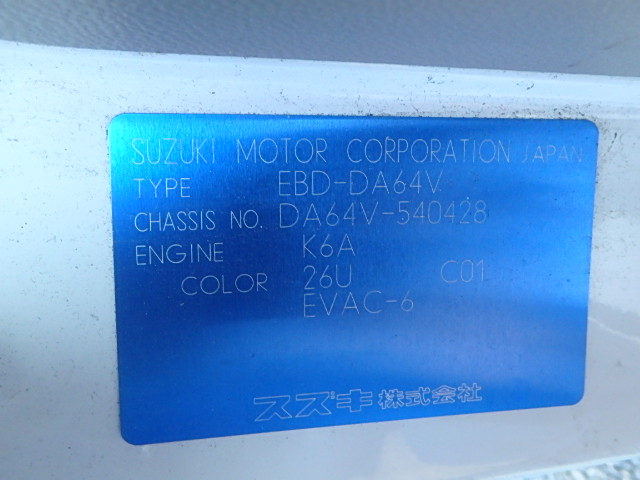 SUZUKI MOTOR CORPORATION JAPAN
TYPE EBD-DA64V
CHASSIS NO. DA64V-540428
ENGINE K6A
COLOR 26U C01
EVAC-6
スズキ株式会社